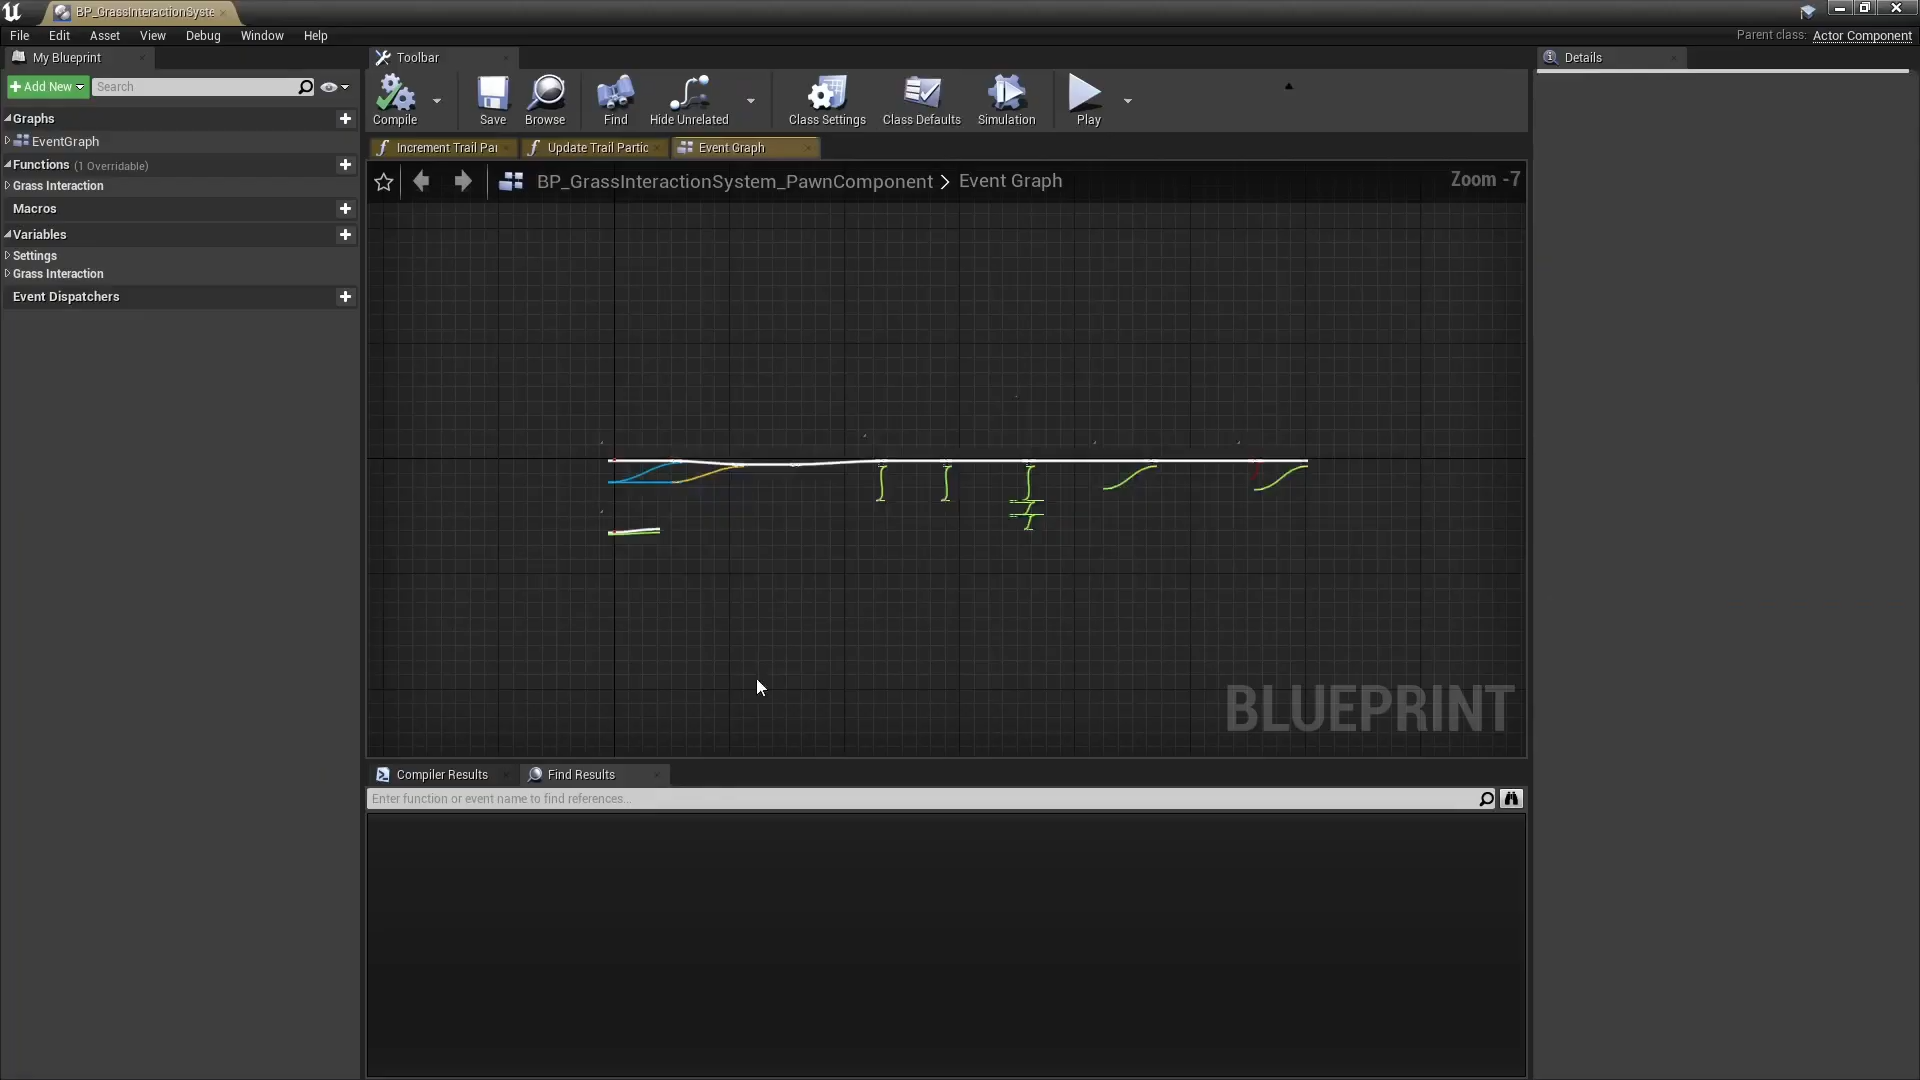 BP_GrassInteractionSyste
File Edit Asset View Debug Window Help
Parent class: Actor Component
My Blueprint
Toolbar
Details
Add New
Search
Compile
Save
Browse
Find
Hide Unrelated
Class Settings
Class Defaults
Simulation
Play
Graphs
EventGraph
Functions (1 Overridable)
Grass Interaction
Macros
Variables
Settings
Grass Interaction
Event Dispatchers
Increment Trail Par
Update Trail Partic
Event Graph
BP_GrassInteractionSystem_PawnComponent > Event Graph
Zoom -7
BLUEPRINT
Compiler Results
Find Results
Enter function or event name to find references...